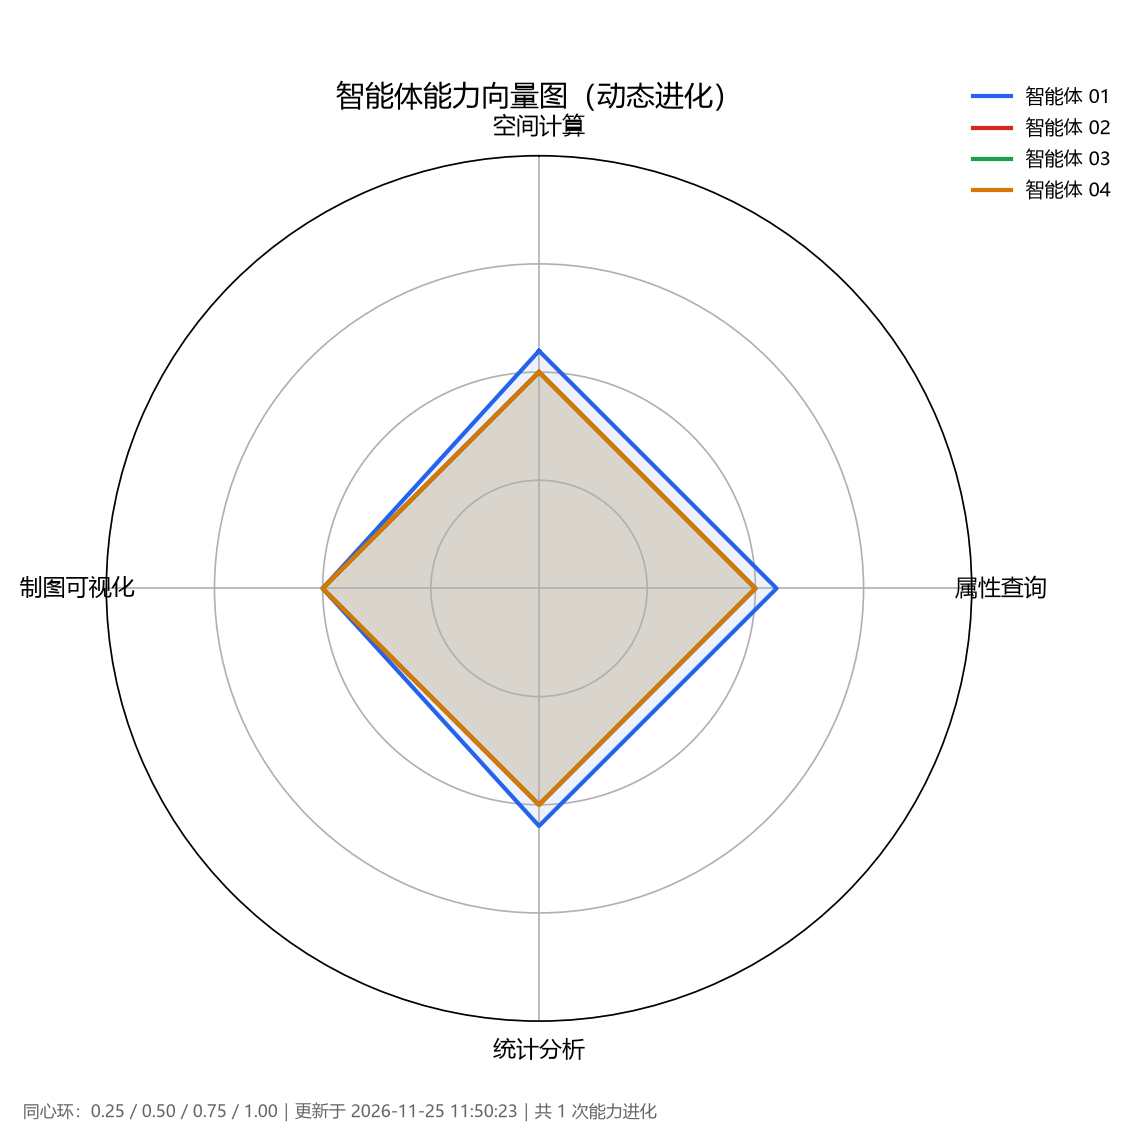 智能体能力向量图（动态进化）
空间计算
智能体 01
智能体 02
智能体 03
智能体 04
制图可视化
属性查询
统计分析
同心环：0.25 / 0.50 / 0.75 / 1.00 | 更新于 2026-11-25 11:50:23 | 共 1 次能力进化